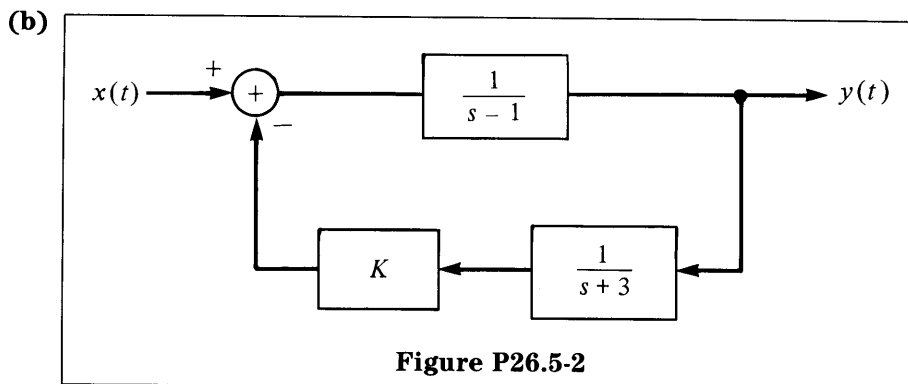 (b)
x(t)
+
+
−
1
s – 1
y(t)
K
1
s + 3
Figure P26.5-2